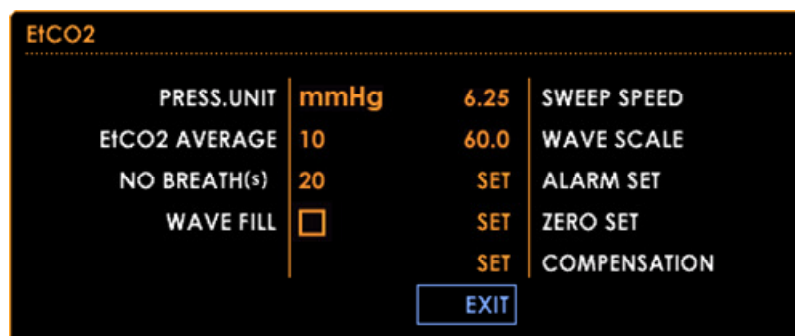 EtCO2
PRESS.UNIT mmHg 6.25 SWEEP SPEED
EtCO2 AVERAGE 10 60.0 WAVE SCALE
NO BREATH(s) 20 SET ALARM SET
WAVE FILL SET ZERO SET
SET COMPENSATION
EXIT